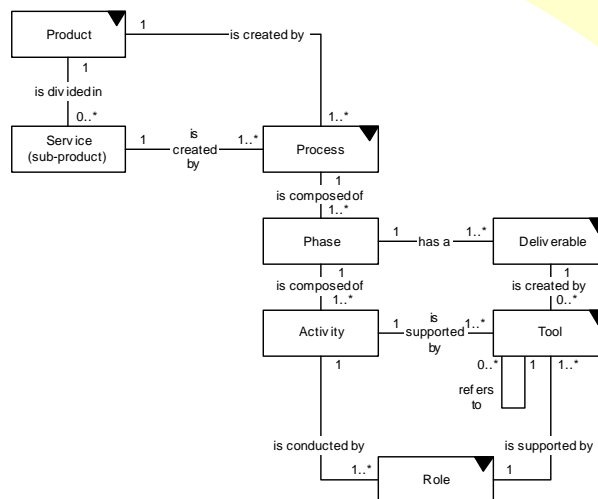 Product
1
is created by
1
is divided in
0..*
1..*
Service
(sub-product)
1
is
created
by
1..*
Process
1
is composed of
1..*
Phase
1
has a
1..*
Deliverable
1
is composed of
1..*
1
is created by
0..*
Activity
1
is
supported
by
1..*
Tool
1
0..*
1
1..*
refers
to
is conducted by
is supported by
1..*
Role
1